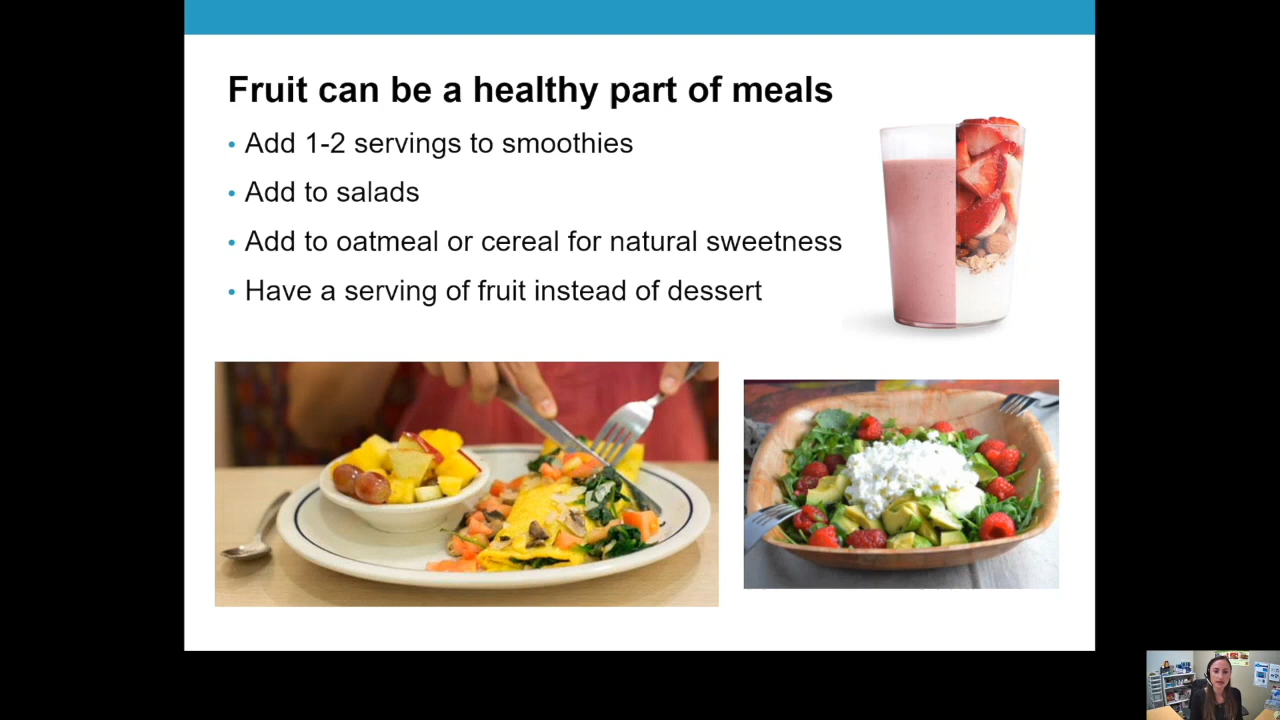 Fruit can be a healthy part of meals
• Add 1-2 servings to smoothies
• Add to salads
• Add to oatmeal or cereal for natural sweetness
• Have a serving of fruit instead of dessert